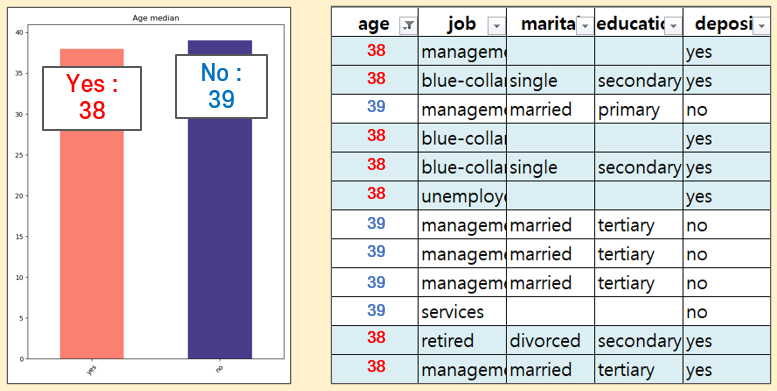 Age median
40
35
30
25
20
15
10
5
0
Yes :
38
No :
39
yes
no
age job marita educatio deposi
38 manageme yes
38 blue-collar single secondary yes
39 manageme married primary no
38 blue-collar yes
38 blue-collar single secondary yes
38 unemploye yes
39 manageme married tertiary no
39 manageme married tertiary no
39 manageme married tertiary no
39 services no
38 retired divorced secondary yes
38 manageme married tertiary yes